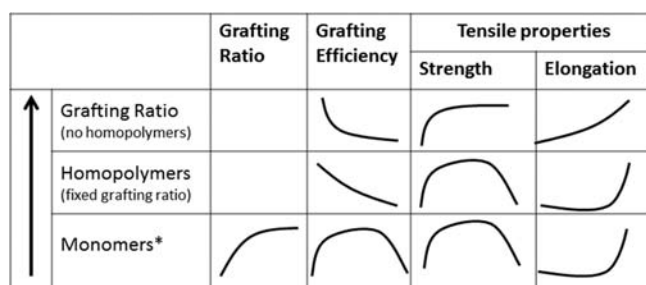 Grafting Ratio
Grafting Efficiency
Tensile properties
Strength
Elongation
Grafting Ratio
(no homopolymers)
Homopolymers
(fixed grafting ratio)
Monomers*